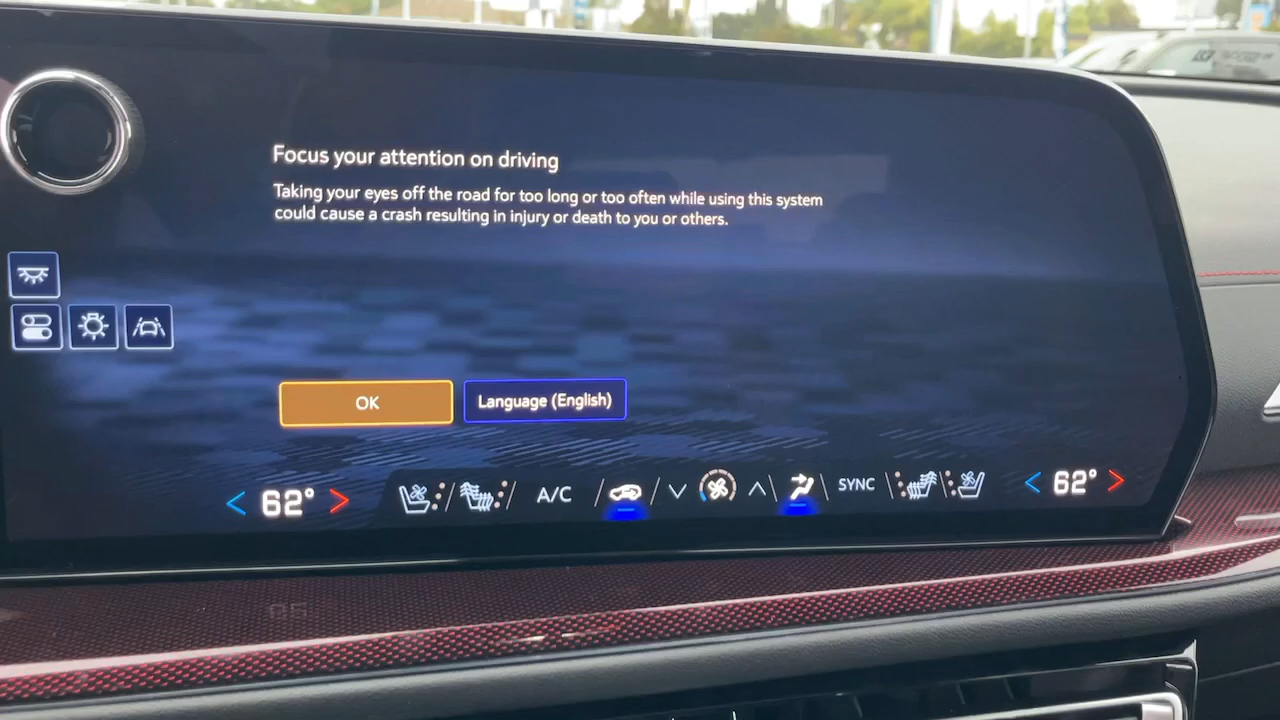 Focus your attention on driving
Taking your eyes off the road for too long or too often while using this system
could cause a crash resulting in injury or death to you or others.
OK
Language (English)
62°
A/C
SYNC
62°